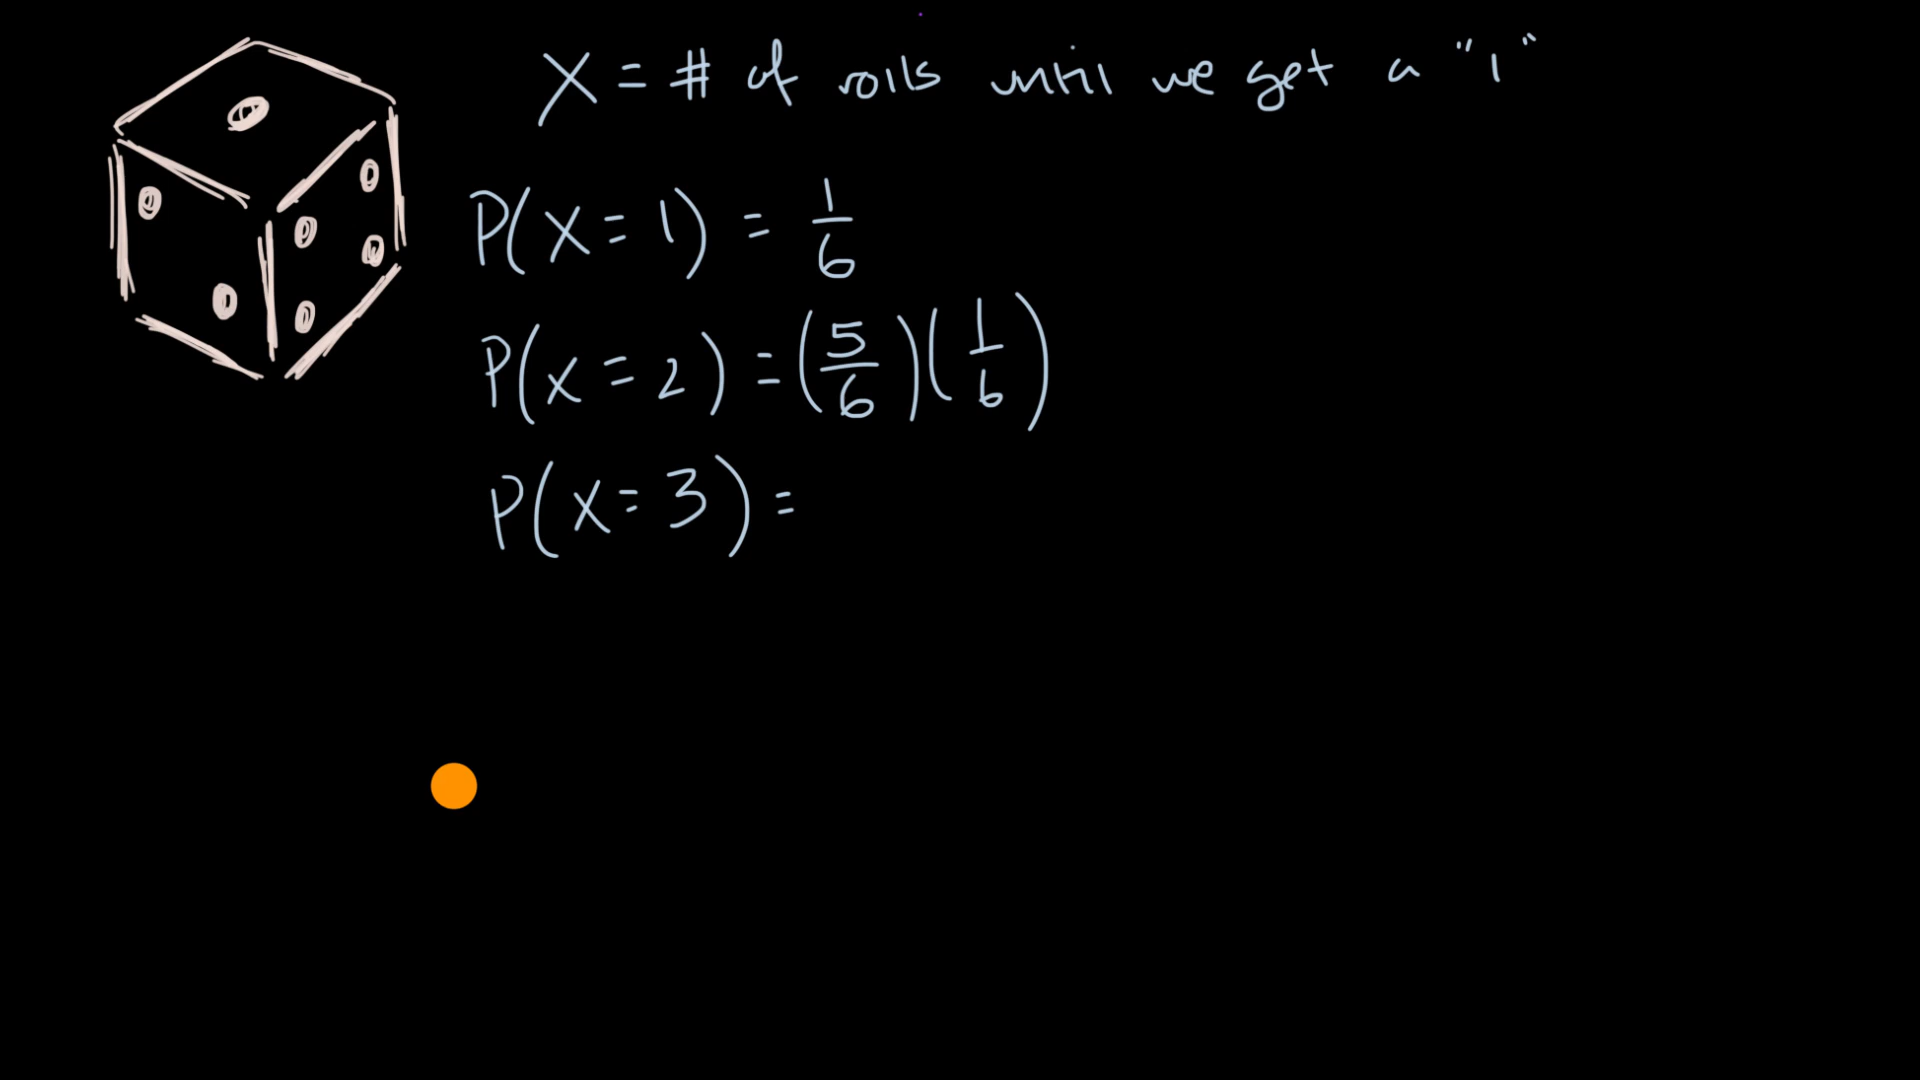 X = # of rolls until we get a "1"
P(X = 1) = 1/6
P(X = 2) = (5/6)(1/6)
P(X = 3) =